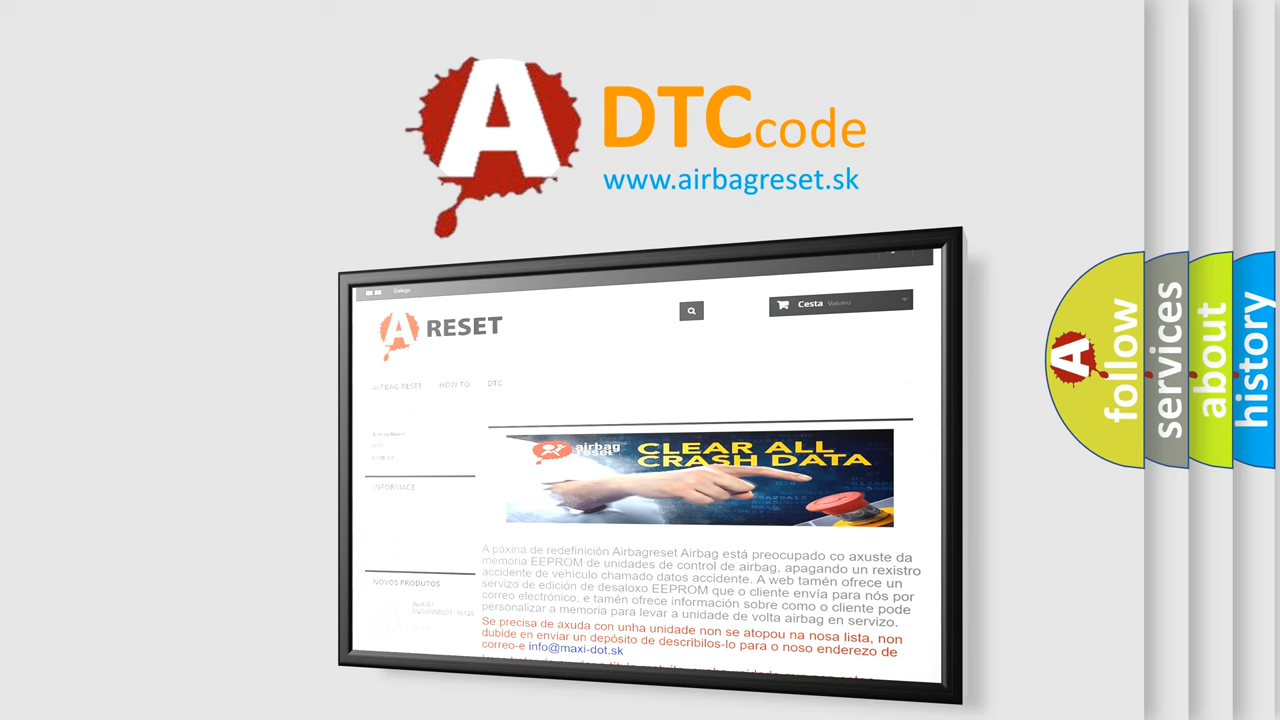 A
DTCcode
www.airbagreset.sk
Galego
A RESET
Cesta Valeiro
AIRBAG RESET HOW TO DTC
INFORMACE
airbag
reset
CLEAR ALL
CRASH DATA
A páxina de redefinición Airbagreset Airbag está preocupado co axuste da
memoria EEPROM de unidades de control de airbag, apagando un rexistro
accidente de vehículo chamado datos accidente. A web tamén ofrece un
servizo de edición de desaloxo EEPROM que o cliente envía para nós por
correo electrónico, e tamén ofrece información sobre como o cliente pode
personalizar a memoria para levar a unidade de volta airbag en servizo.
Se precisa de axuda con unha unidade non se atopou na nosa lista, non
dubide en enviar un depósito de describilos-lo para o noso enderezo de
correo-e info@maxi-dot.sk
NOVOS PRODUTOS
A
follow
services
about
history